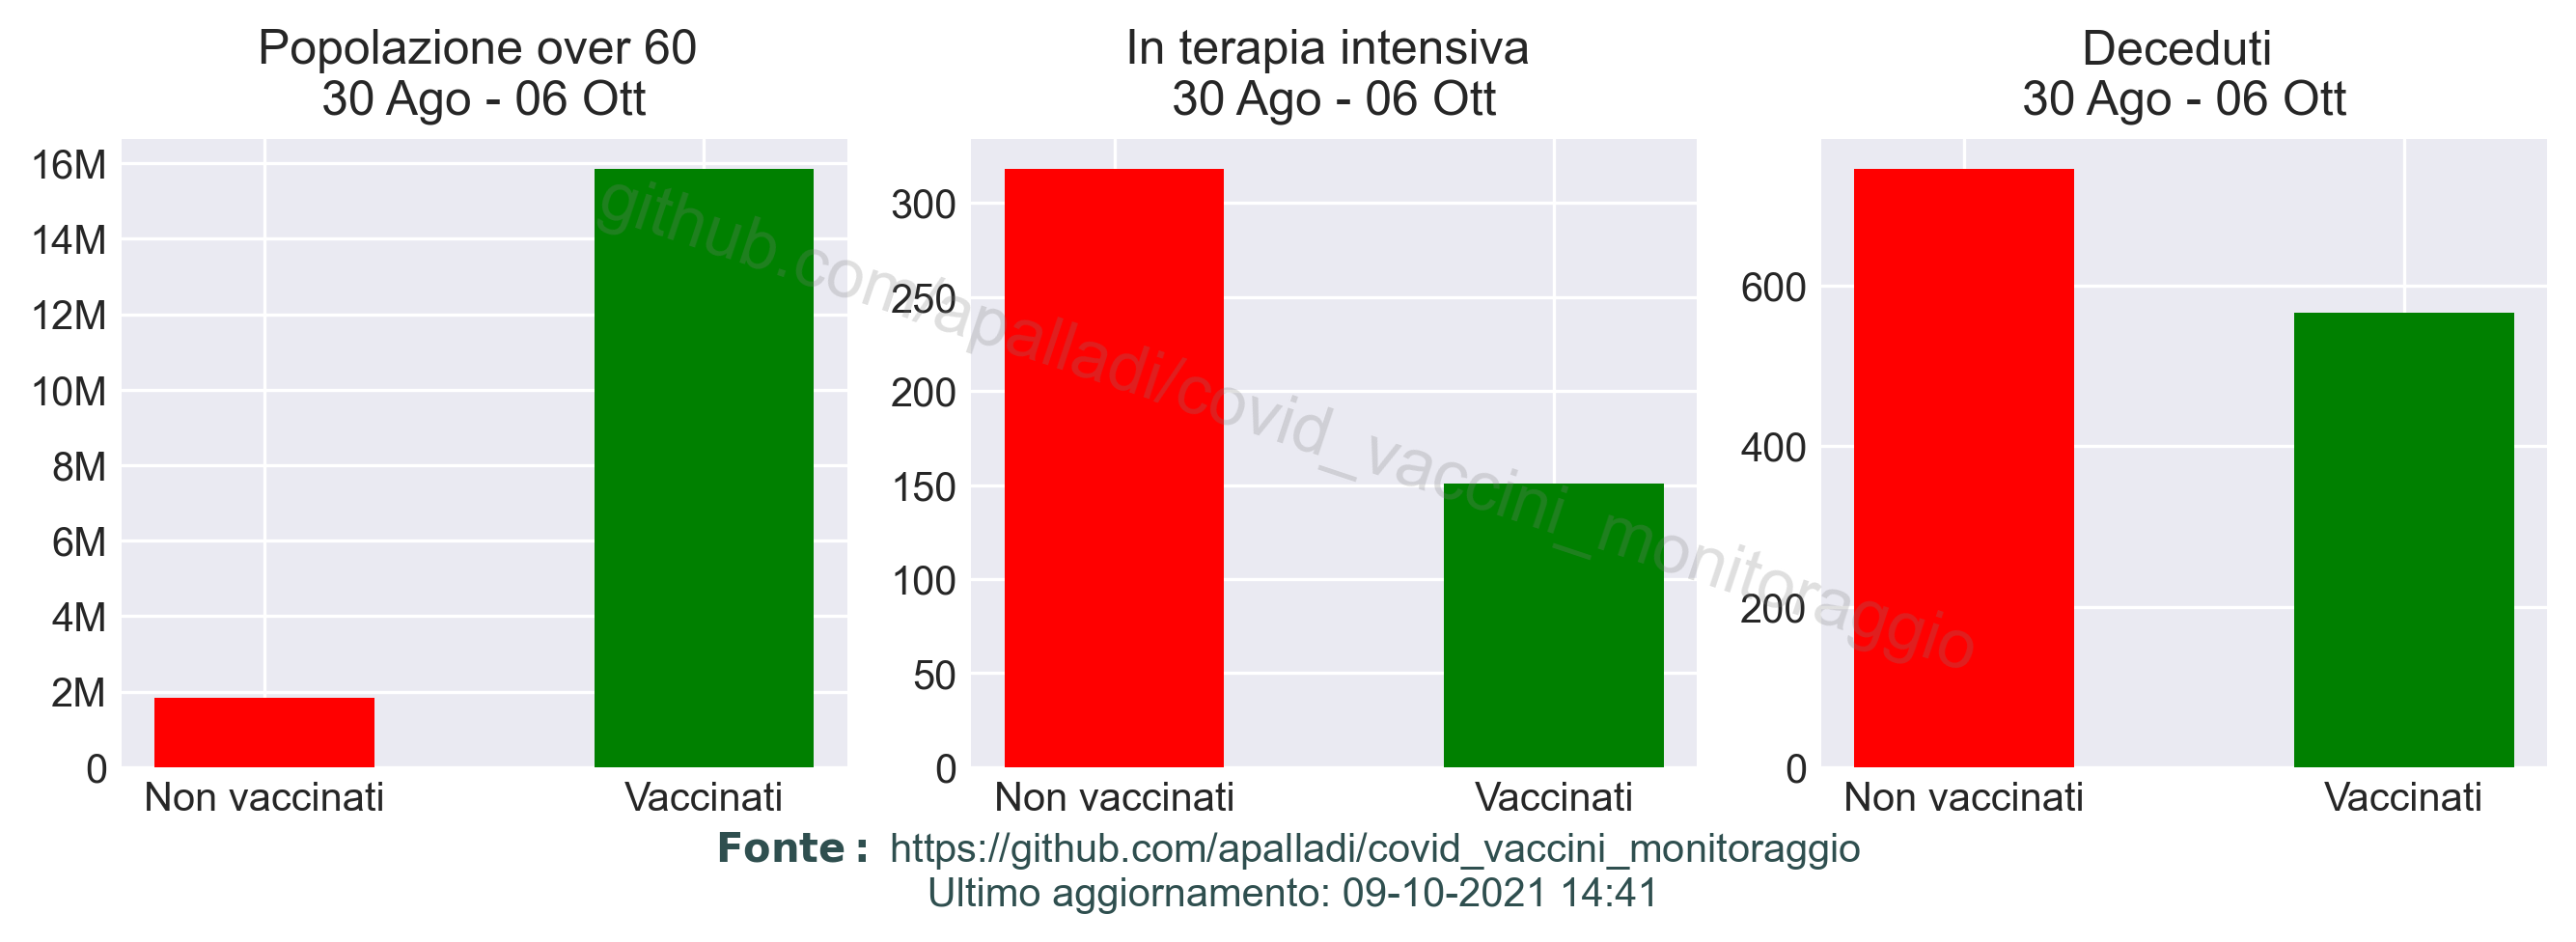 Popolazione over 60
30 Ago - 06 Ott
16M
14M
12M
10M
8M
6M
4M
2M
0
Non vaccinati
Vaccinati
In terapia intensiva
30 Ago - 06 Ott
300
250
200
150
100
50
0
Non vaccinati
Vaccinati
Deceduti
30 Ago - 06 Ott
600
400
200
0
Non vaccinati
Vaccinati
github.com/apalladi/covid_vaccini_monitoraggio
Fonte: https://github.com/apalladi/covid_vaccini_monitoraggio
Ultimo aggiornamento: 09-10-2021 14:41